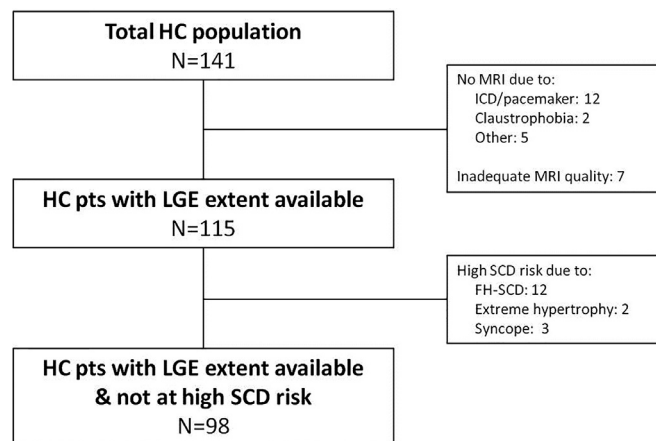 Total HC population
N=141
No MRI due to:
ICD/pacemaker: 12
Claustrophobia: 2
Other: 5
Inadequate MRI quality: 7
HC pts with LGE extent available
N=115
High SCD risk due to:
FH-SCD: 12
Extreme hypertrophy: 2
Syncope: 3
HC pts with LGE extent available
& not at high SCD risk
N=98